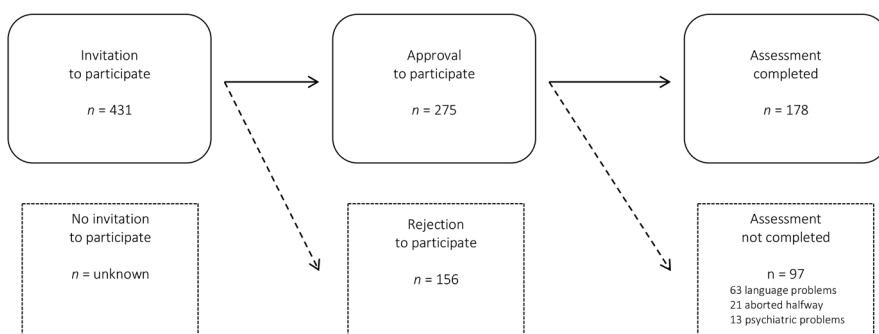 Invitation
to participate
n = 431
Approval
to participate
n = 275
Assessment
completed
n = 178
No invitation
to participate
n = unknown
Rejection
to participate
n = 156
Assessment
not completed
n = 97
63 language problems
21 aborted halfway
13 psychiatric problems